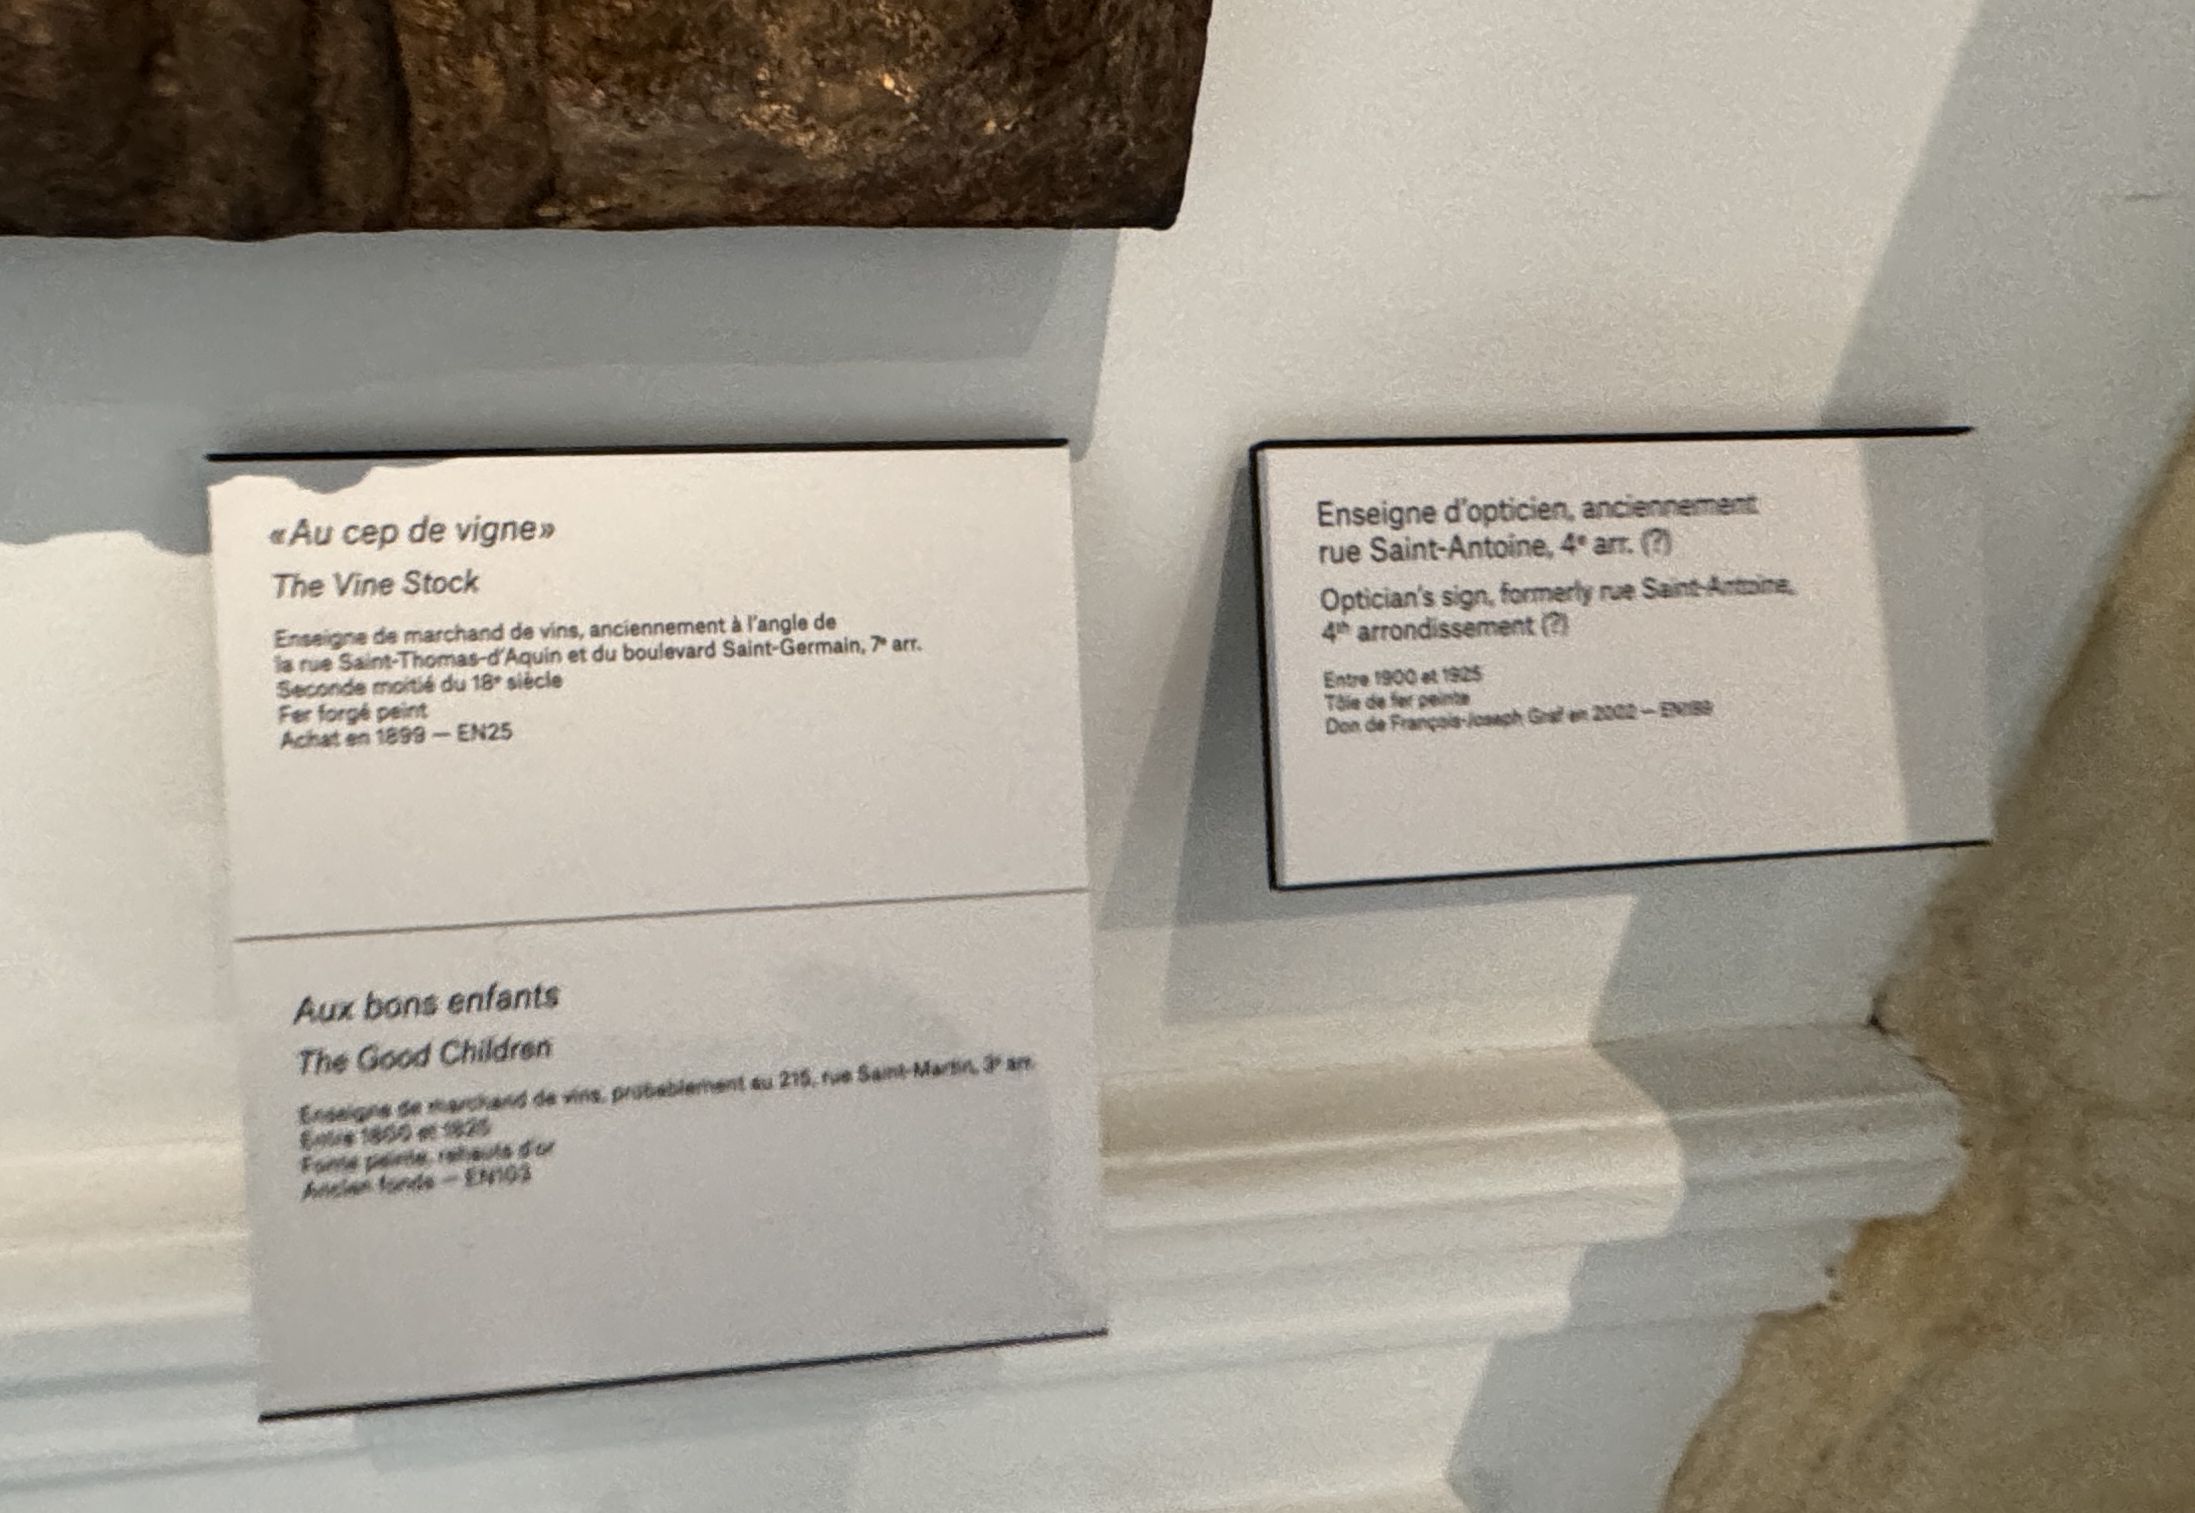 «Au cep de vigne»
The Vine Stock
Enseigne de marchand de vins, anciennement à l'angle de
la rue Saint-Thomas-d'Aquin et du boulevard Saint-Germain, 7e arr.
Seconde moitié du 18e siècle
Fer forgé peint
Achat en 1899 — EN25
Aux bons enfants
The Good Children
Enseigne de marchand de vins, probablement au 215, rue Saint-Martin, 3e arr.
Entre 1800 et 1825
Fonte peinte, rehauts d'or
Ancien fonds — EN103
Enseigne d'opticien, anciennement
rue Saint-Antoine, 4e arr. (?)
Optician's sign, formerly rue Saint-Antoine,
4th arrondissement (?)
Entre 1900 et 1925
Tôle de fer peinte
Don de François-Joseph Graf en 2002 —